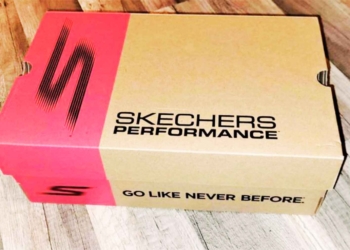 SKECHERS
PERFORMANCE
GO LIKE NEVER BEFORE.